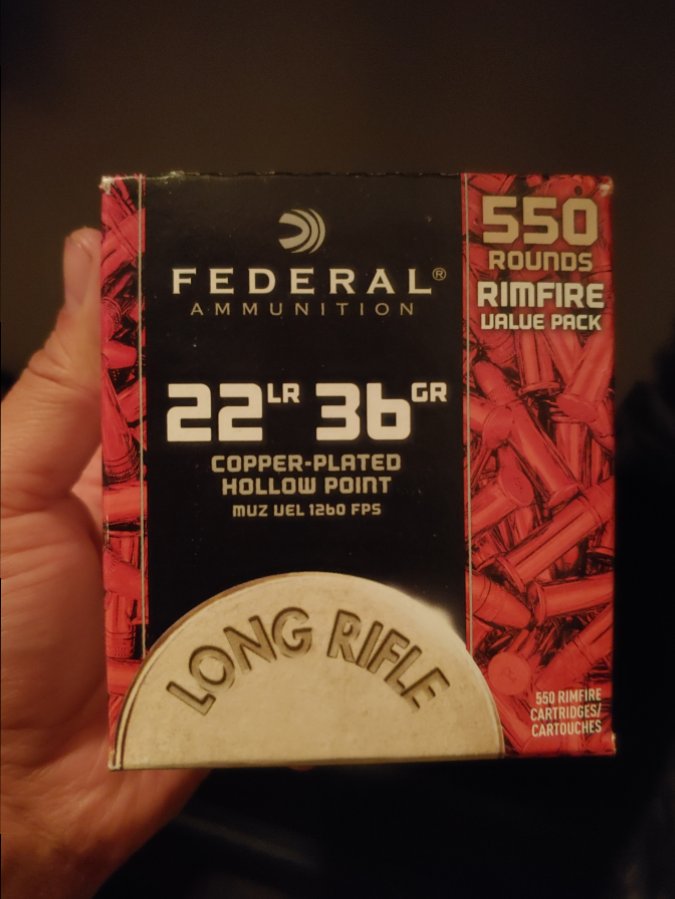 FEDERAL®
AMMUNITION
22LR 36GR
COPPER-PLATED
HOLLOW POINT
MUZ VEL 1260 FPS
LONG RIFLE
550
ROUNDS
RIMFIRE
VALUE PACK
550 RIMFIRE
CARTRIDGES/
CARTOUCHES